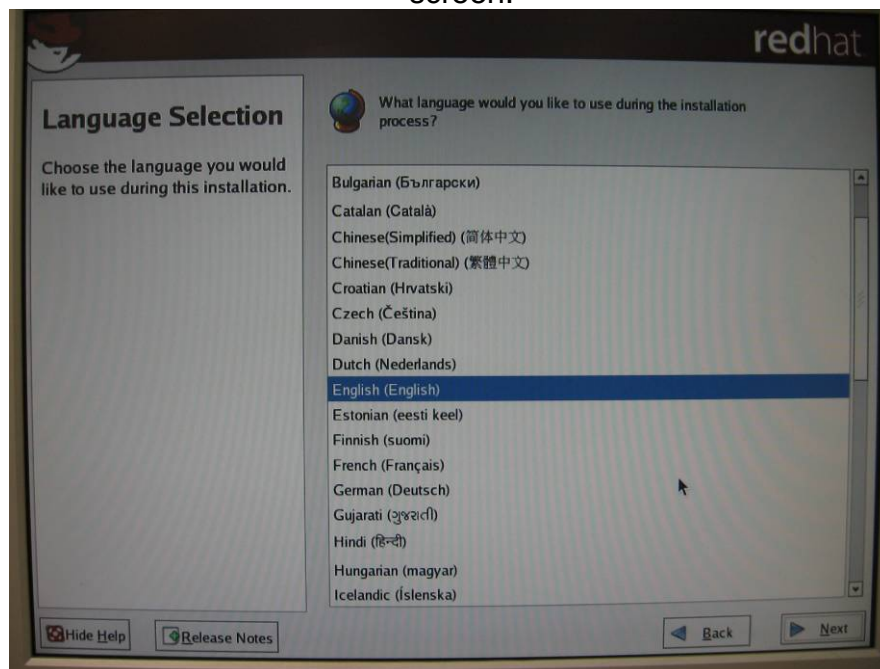 screen.
redhat
Language Selection
Choose the language you would
like to use during this installation.
What language would you like to use during the installation
process?
Bulgarian (Български)
Catalan (Català)
Chinese(Simplified) (简体中文)
Chinese(Traditional) (繁體中文)
Croatian (Hrvatski)
Czech (Čeština)
Danish (Dansk)
Dutch (Nederlands)
English (English)
Estonian (eesti keel)
Finnish (suomi)
French (Français)
German (Deutsch)
Gujarati (ગુજરાતી)
Hindi (हिन्दी)
Hungarian (magyar)
Icelandic (Íslenska)
Hide Help
Release Notes
Back
Next